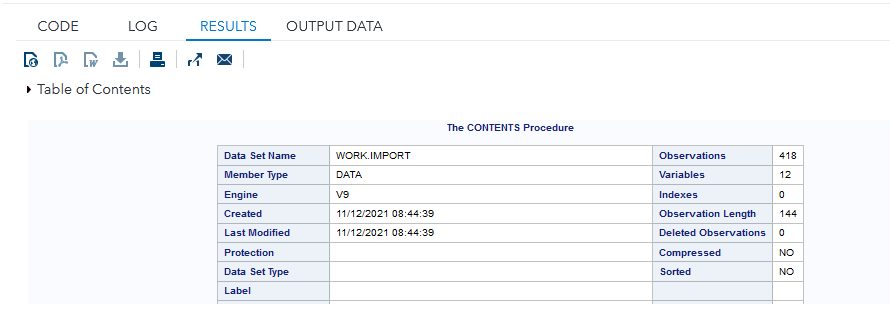 CODE LOG RESULTS OUTPUT DATA
Table of Contents
The CONTENTS Procedure
Data Set Name WORK.IMPORT Observations 418
Member Type DATA Variables 12
Engine V9 Indexes 0
Created 11/12/2021 08:44:39 Observation Length 144
Last Modified 11/12/2021 08:44:39 Deleted Observations 0
Protection Compressed NO
Data Set Type Sorted NO
Label